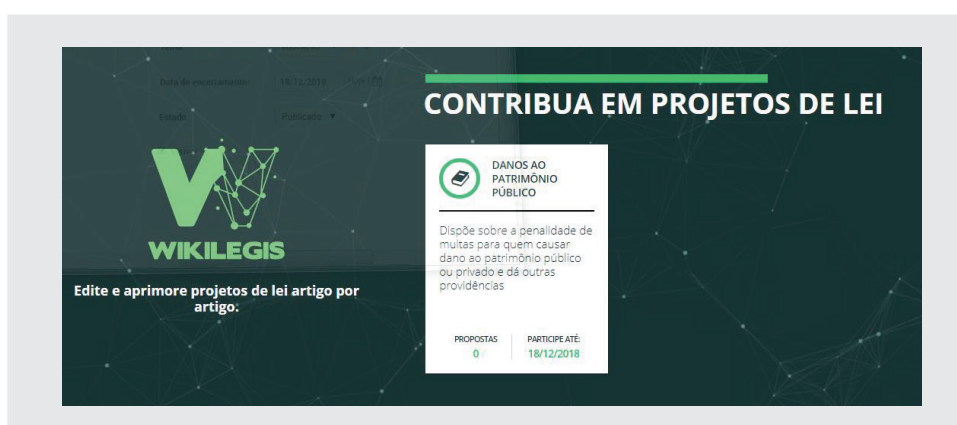 Data de encerramento:
18/12/2018
Estado
Publicado
WIKILEGIS
Edite e aprimore projetos de lei artigo por
artigo.
CONTRIBUA EM PROJETOS DE LEI
DANOS AO
PATRIMÔNIO
PÚBLICO
Dispõe sobre a penalidade de
multas para quem causar
dano ao patrimônio público
ou privado e dá outras
providências
PROPOSTAS
0
PARTICIPE ATÉ:
18/12/2018